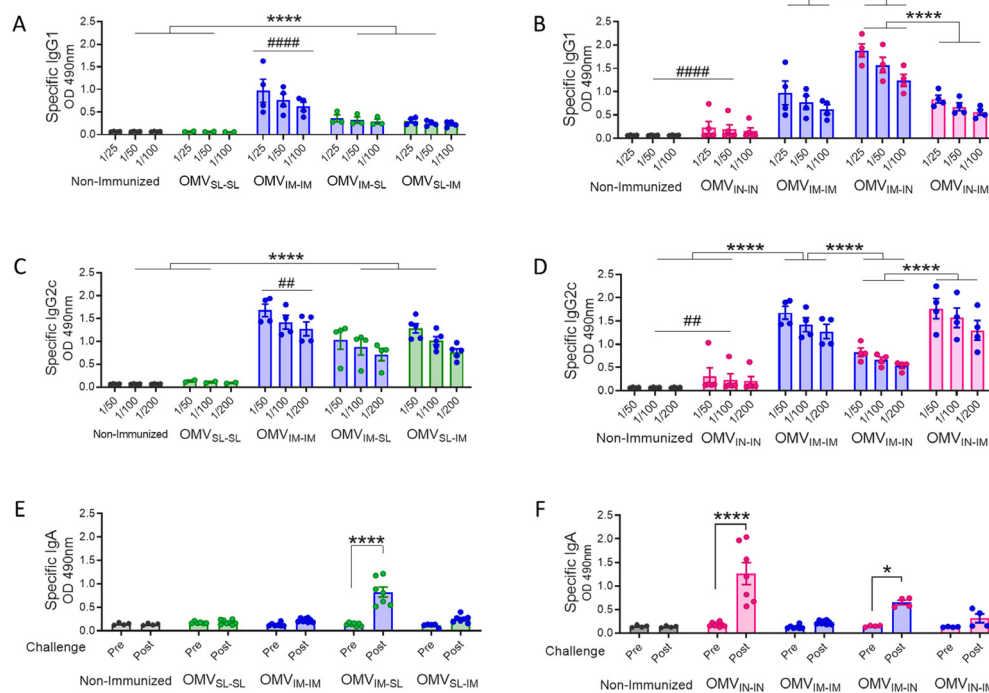 A
Specific IgG1
OD 490nm
2.5
2.0
1.5
1.0
0.5
0.0
****
####
1/25 1/50 1/100 1/25 1/50 1/100 1/25 1/50 1/100 1/25 1/50 1/100 1/25 1/50 1/100
Non-Immunized OMVSL-SL OMVIM-IM OMVIM-SL OMVSL-IM
B
Specific IgG1
OD 490nm
2.5
2.0
1.5
1.0
0.5
0.0
****
####
1/25 1/50 1/100 1/25 1/50 1/100 1/25 1/50 1/100 1/25 1/50 1/100 1/25 1/50 1/100
Non-Immunized OMVIN-IN OMVIM-IM OMVIM-IN OMVIN-IM
C
Specific IgG2c
OD 490nm
2.5
2.0
1.5
1.0
0.5
0.0
****
##
1/50 1/100 1/200 1/50 1/100 1/200 1/50 1/100 1/200 1/50 1/100 1/200 1/50 1/100 1/200
Non-Immunized OMVSL-SL OMVIM-IM OMVIM-SL OMVSL-IM
D
Specific IgG2c
OD 490nm
2.5
2.0
1.5
1.0
0.5
0.0
**** ****
****
##
1/50 1/100 1/200 1/50 1/100 1/200 1/50 1/100 1/200 1/50 1/100 1/200 1/50 1/100 1/200
Non-Immunized OMVIN-IN OMVIM-IM OMVIM-IN OMVIN-IM
E
Specific IgA
OD 490nm
2.5
2.0
1.5
1.0
0.5
0.0
****
Challenge Pre Post Pre Post Pre Post Pre Post Pre Post
Non-Immunized OMVSL-SL OMVIM-IM OMVIM-SL OMVSL-IM
F
Specific IgA
OD 490nm
2.5
2.0
1.5
1.0
0.5
0.0
****
*
Challenge Pre Post Pre Post Pre Post Pre Post Pre Post
Non-Immunized OMVIN-IN OMVIM-IM OMVIM-IN